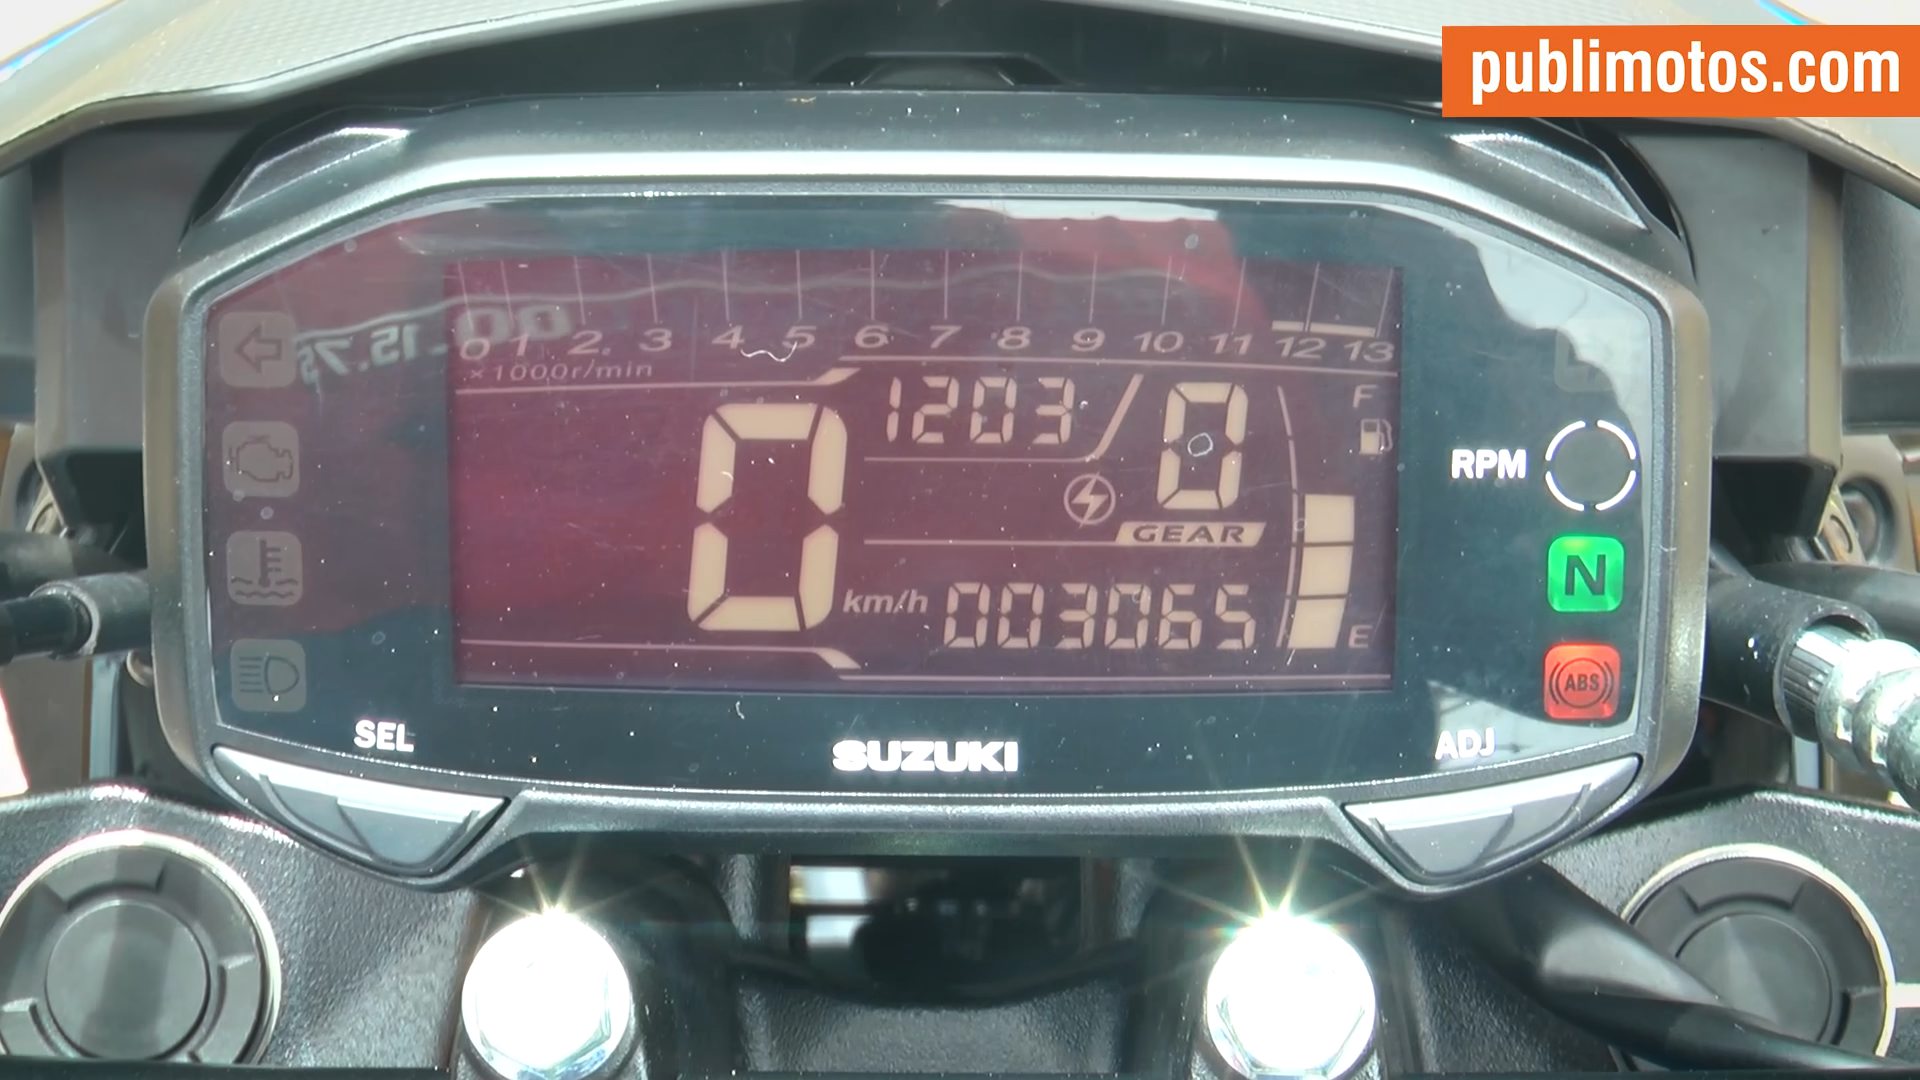 publimotos.com
0 1 2 3 4 5 6 7 8 9 10 11 12 13
×1000r/min
1203
0
F
RPM
GEAR
N
0 km/h
003065
E
ABS
SEL
SUZUKI
ADJ